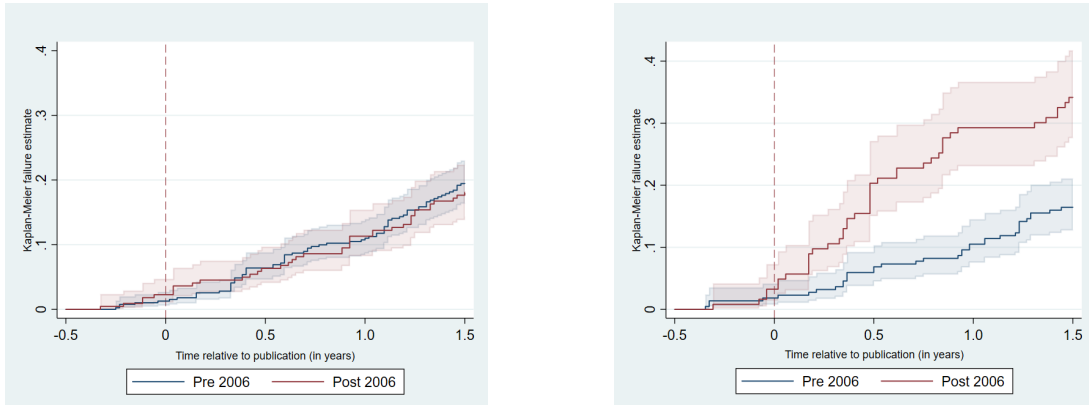 Kaplan-Meier failure estimate
.4
.3
.2
.1
0
-0.5 0 0.5 1.0 1.5
Time relative to publication (in years)
Pre 2006 Post 2006
Kaplan-Meier failure estimate
.4
.3
.2
.1
0
-0.5 0 0.5 1.0 1.5
Time relative to publication (in years)
Pre 2006 Post 2006